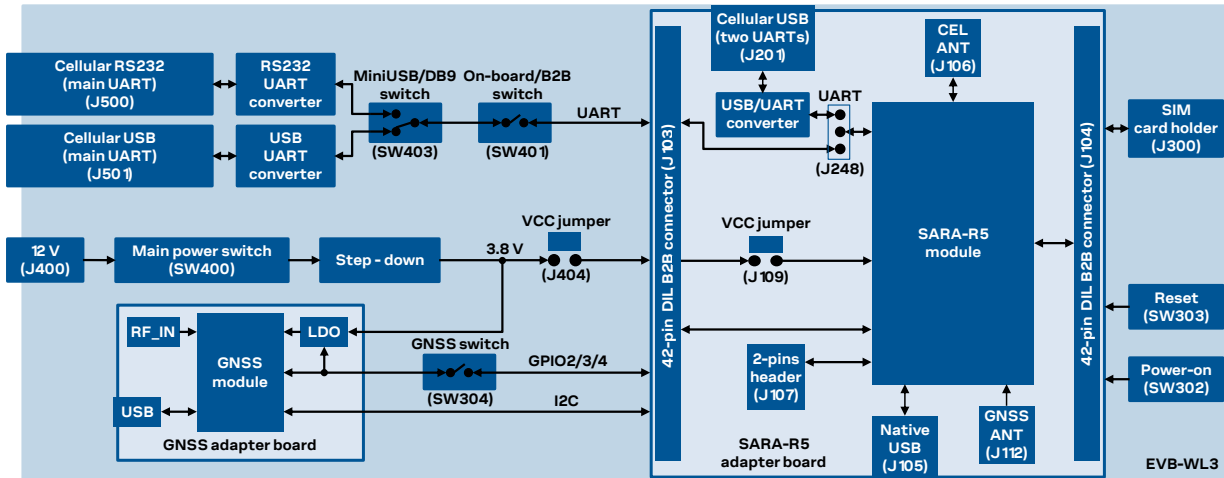 Cellular RS232
(main UART)
(J500)
RS232
UART
converter
MiniUSB/DB9
switch
(SW403)
On-board/B2B
switch
(SW401)
UART
Cellular USB
(main UART)
(J501)
USB
UART
converter
12 V
(J400)
Main power switch
(SW400)
Step - down
3.8 V
VCC jumper
(J404)
RF_IN
GNSS
module
LDO
USB
GNSS adapter board
GNSS switch
(SW304)
GPIO2/3/4
I2C
42-pin DIL B2B connector (J103)
Cellular USB
(two UARTs)
(J201)
USB/UART
converter
UART
(J248)
CEL
ANT
(J106)
VCC jumper
(J109)
SARA-R5
module
2-pins
header
(J107)
Native
USB
(J105)
GNSS
ANT
(J112)
SARA-R5
adapter board
42-pin DIL B2B connector (J104)
SIM
card holder
(J300)
Reset
(SW303)
Power-on
(SW302)
EVB-WL3